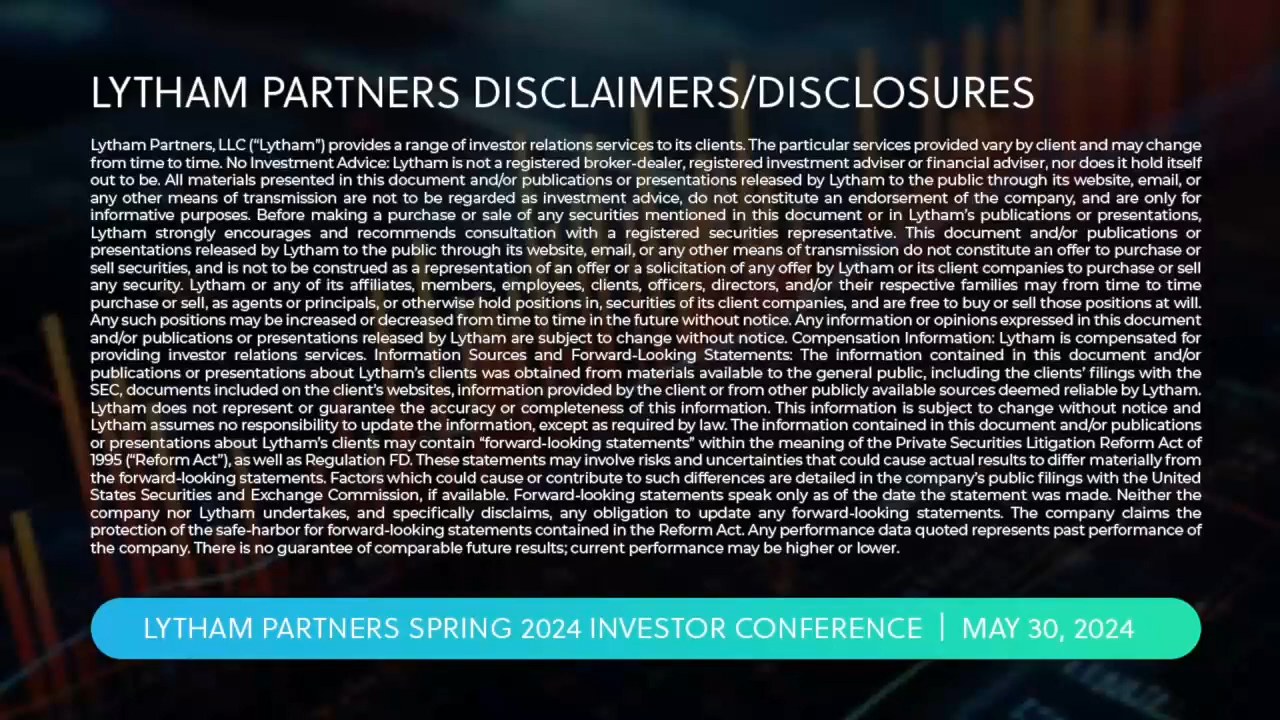 LYTHAM PARTNERS DISCLAIMERS/DISCLOSURES
Lytham Partners, LLC (“Lytham”) provides a range of investor relations services to its clients. The particular services provided vary by client and may change
from time to time. No Investment Advice: Lytham is not a registered broker-dealer, registered investment adviser or financial adviser, nor does it hold itself
out to be. All materials presented in this document and/or publications or presentations released by Lytham to the public through its website, email, or
any other means of transmission are not to be regarded as investment advice, do not constitute an endorsement of the company, and are only for
informative purposes. Before making a purchase or sale of any securities mentioned in this document or in Lytham’s publications or presentations,
Lytham strongly encourages and recommends consultation with a registered securities representative. This document and/or publications or
presentations released by Lytham to the public through its website, email, or any other means of transmission do not constitute an offer to purchase or
sell securities, and is not to be construed as a representation of an offer or a solicitation of any offer by Lytham or its client companies to purchase or sell
any security. Lytham or any of its affiliates, members, employees, clients, officers, directors, and/or their respective families may from time to time
purchase or sell, as agents or principals, or otherwise hold positions in, securities of its client companies, and are free to buy or sell those positions at will.
Any such positions may be increased or decreased from time to time in the future without notice. Any information or opinions expressed in this document
and/or publications or presentations released by Lytham are subject to change without notice. Compensation Information: Lytham is compensated for
providing investor relations services. Information Sources and Forward-Looking Statements: The information contained in this document and/or
publications or presentations about Lytham’s clients was obtained from materials available to the general public, including the clients’ filings with the
SEC, documents included on the client’s websites, information provided by the client or from other publicly available sources deemed reliable by Lytham.
Lytham does not represent or guarantee the accuracy or completeness of this information. This information is subject to change without notice and
Lytham assumes no responsibility to update the information, except as required by law. The information contained in this document and/or publications
or presentations about Lytham’s clients may contain “forward-looking statements” within the meaning of the Private Securities Litigation Reform Act of
1995 (“Reform Act”), as well as Regulation FD. These statements may involve risks and uncertainties that could cause actual results to differ materially from
the forward-looking statements. Factors which could cause or contribute to such differences are detailed in the company’s public filings with the United
States Securities and Exchange Commission, if available. Forward-looking statements speak only as of the date the statement was made. Neither the
company nor Lytham undertakes, and specifically disclaims, any obligation to update any forward-looking statements. The company claims the
protection of the safe-harbor for forward-looking statements contained in the Reform Act. Any performance data quoted represents past performance of
the company. There is no guarantee of comparable future results; current performance may be higher or lower.
LYTHAM PARTNERS SPRING 2024 INVESTOR CONFERENCE | MAY 30, 2024